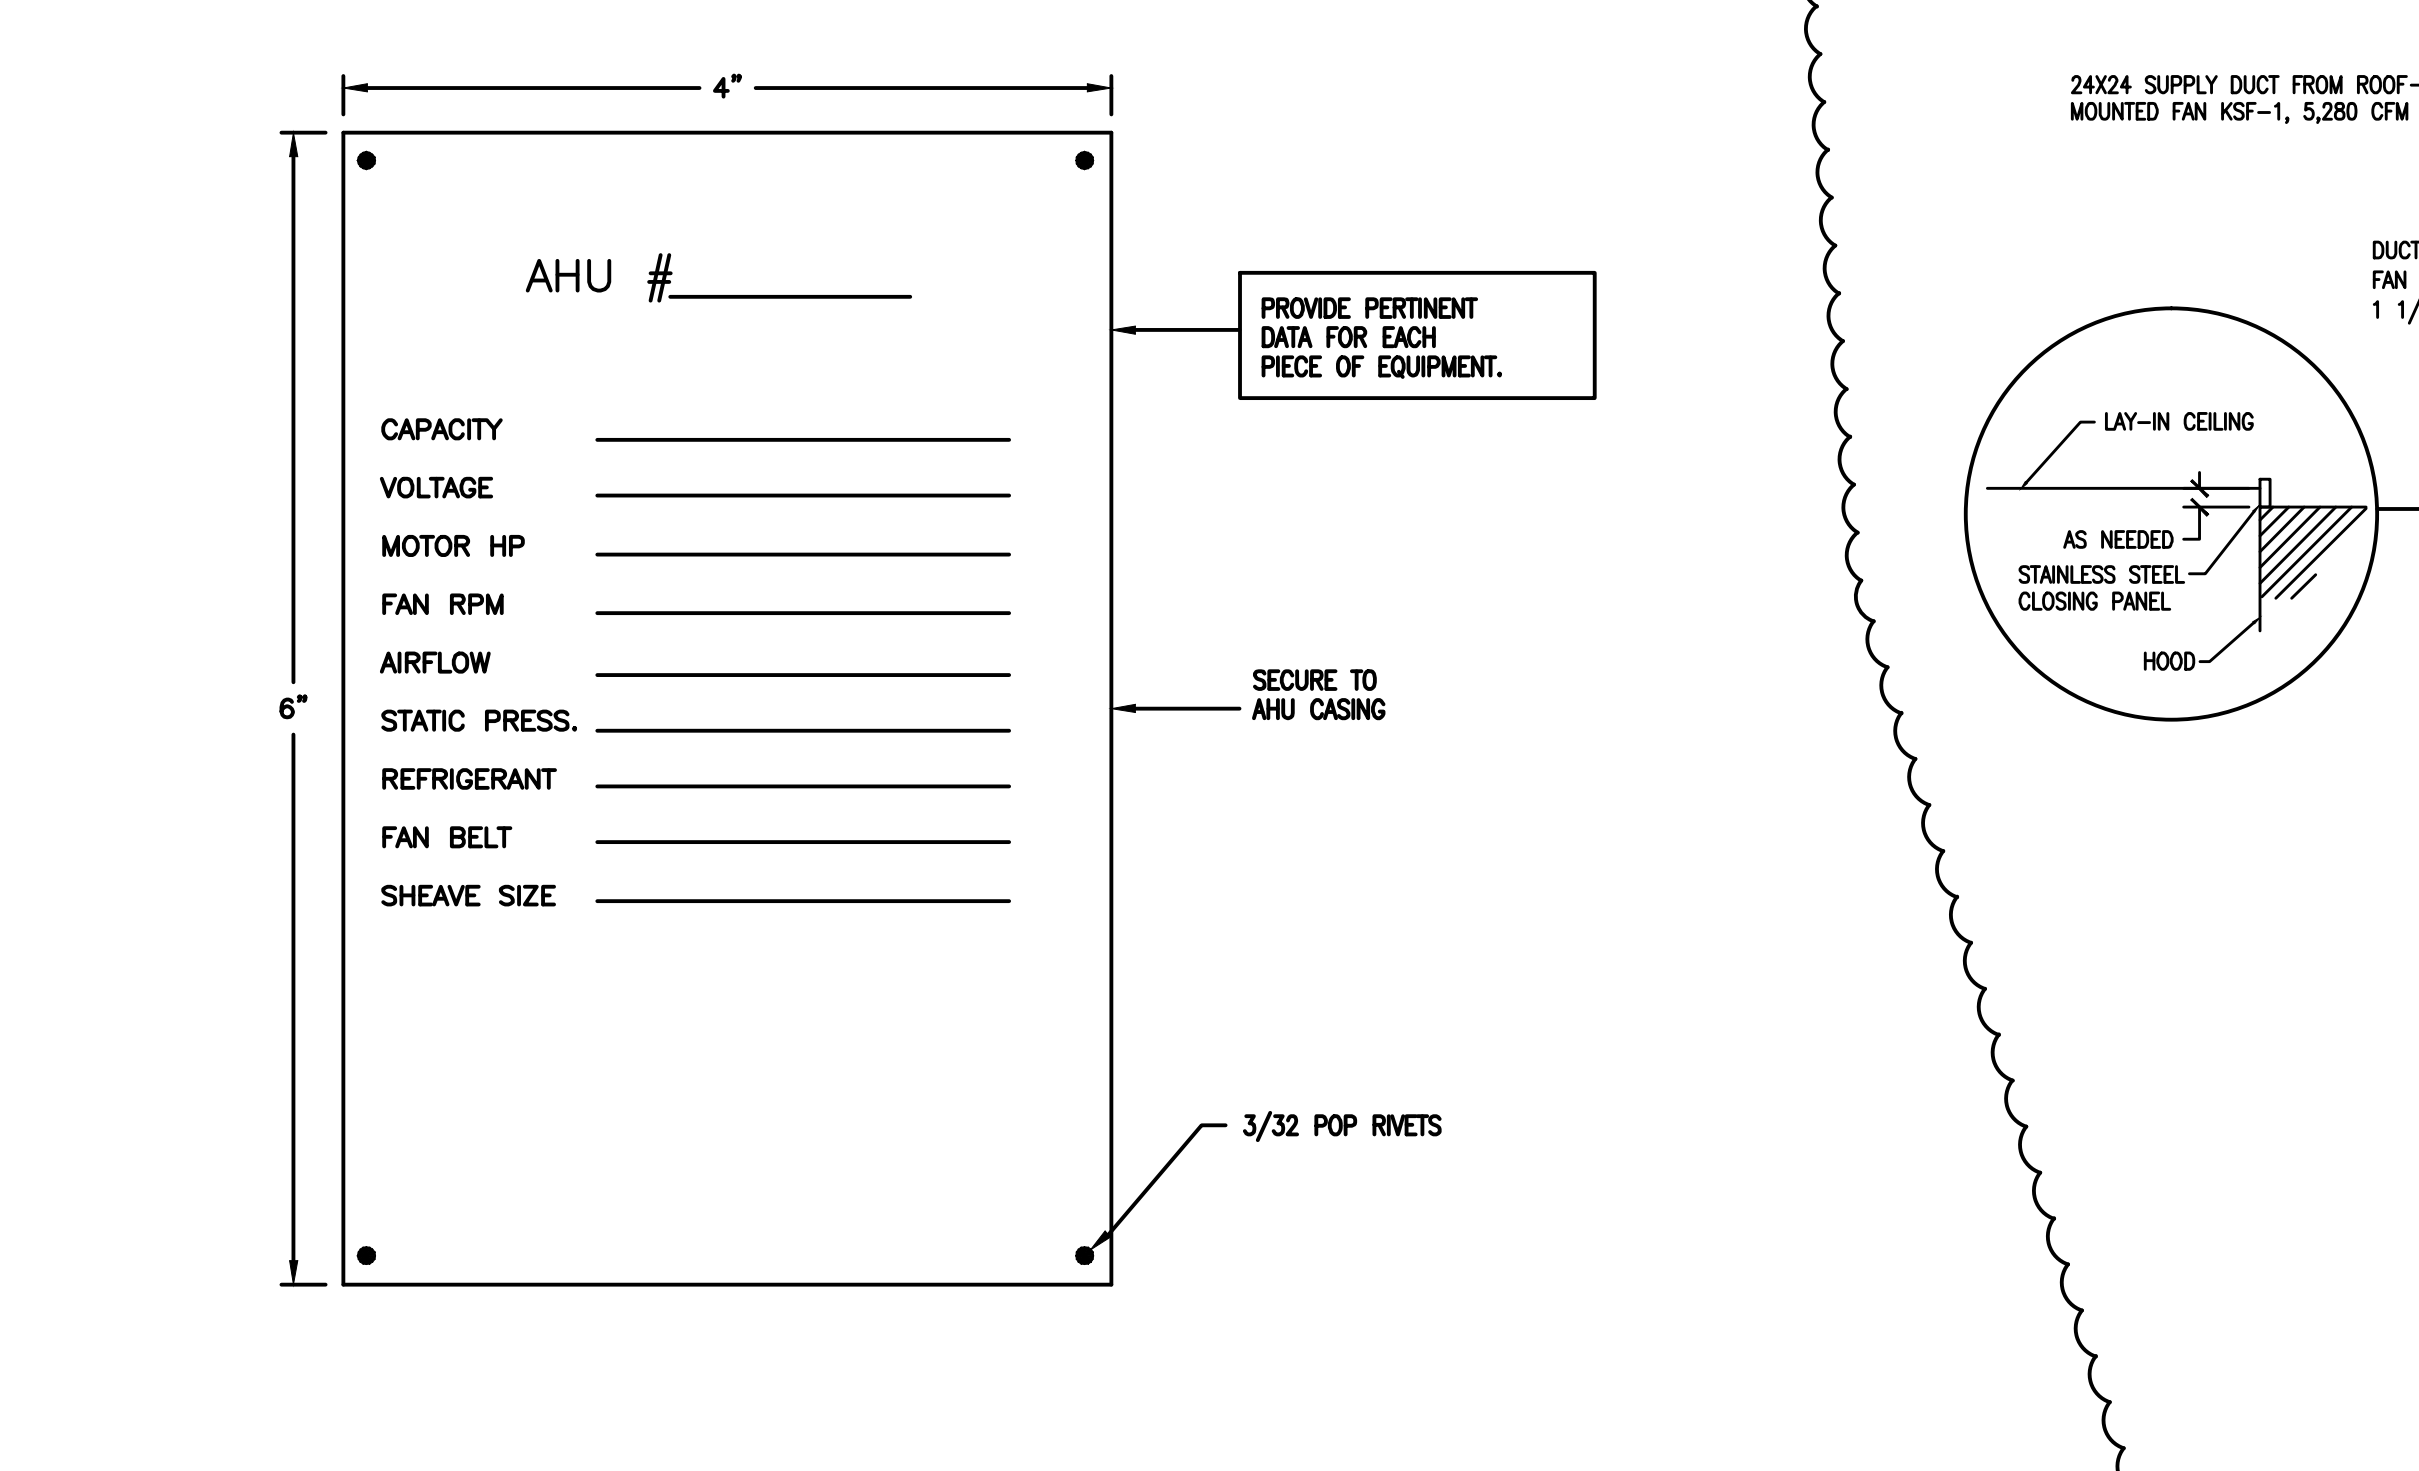 4"
6"
AHU #
PROVIDE PERTINENT
DATA FOR EACH
PIECE OF EQUIPMENT.
CAPACITY
VOLTAGE
MOTOR HP
FAN RPM
AIRFLOW
STATIC PRESS.
REFRIGERANT
FAN BELT
SHEAVE SIZE
SECURE TO
AHU CASING
3/32 POP RIVETS
24X24 SUPPLY DUCT FROM ROOF-
MOUNTED FAN KSF-1, 5,280 CFM
DUCT
FAN
1 1/
LAY-IN CEILING
AS NEEDED
STAINLESS STEEL
CLOSING PANEL
HOOD